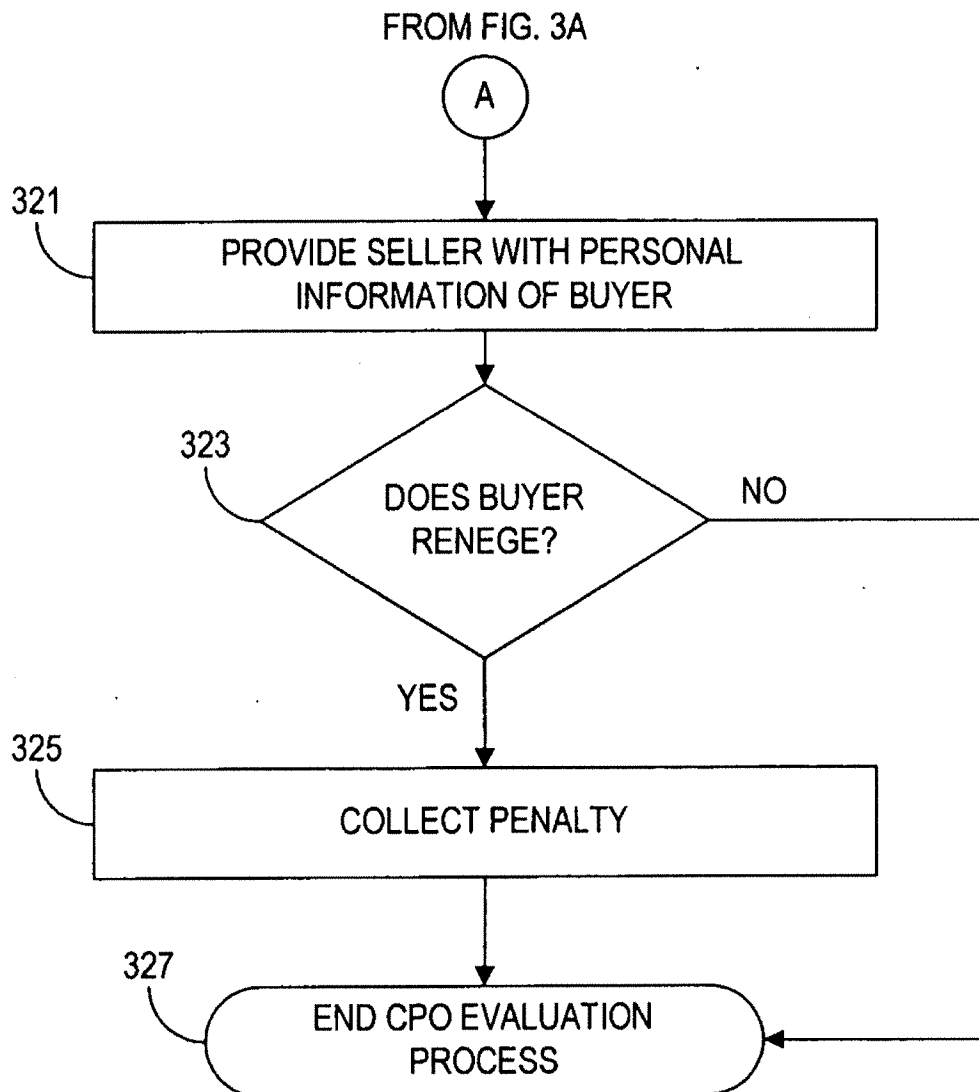 FROM FIG. 3A
A
321
PROVIDE SELLER WITH PERSONAL
INFORMATION OF BUYER
323
DOES BUYER
RENEGE?
NO
YES
325
COLLECT PENALTY
327
END CPO EVALUATION
PROCESS